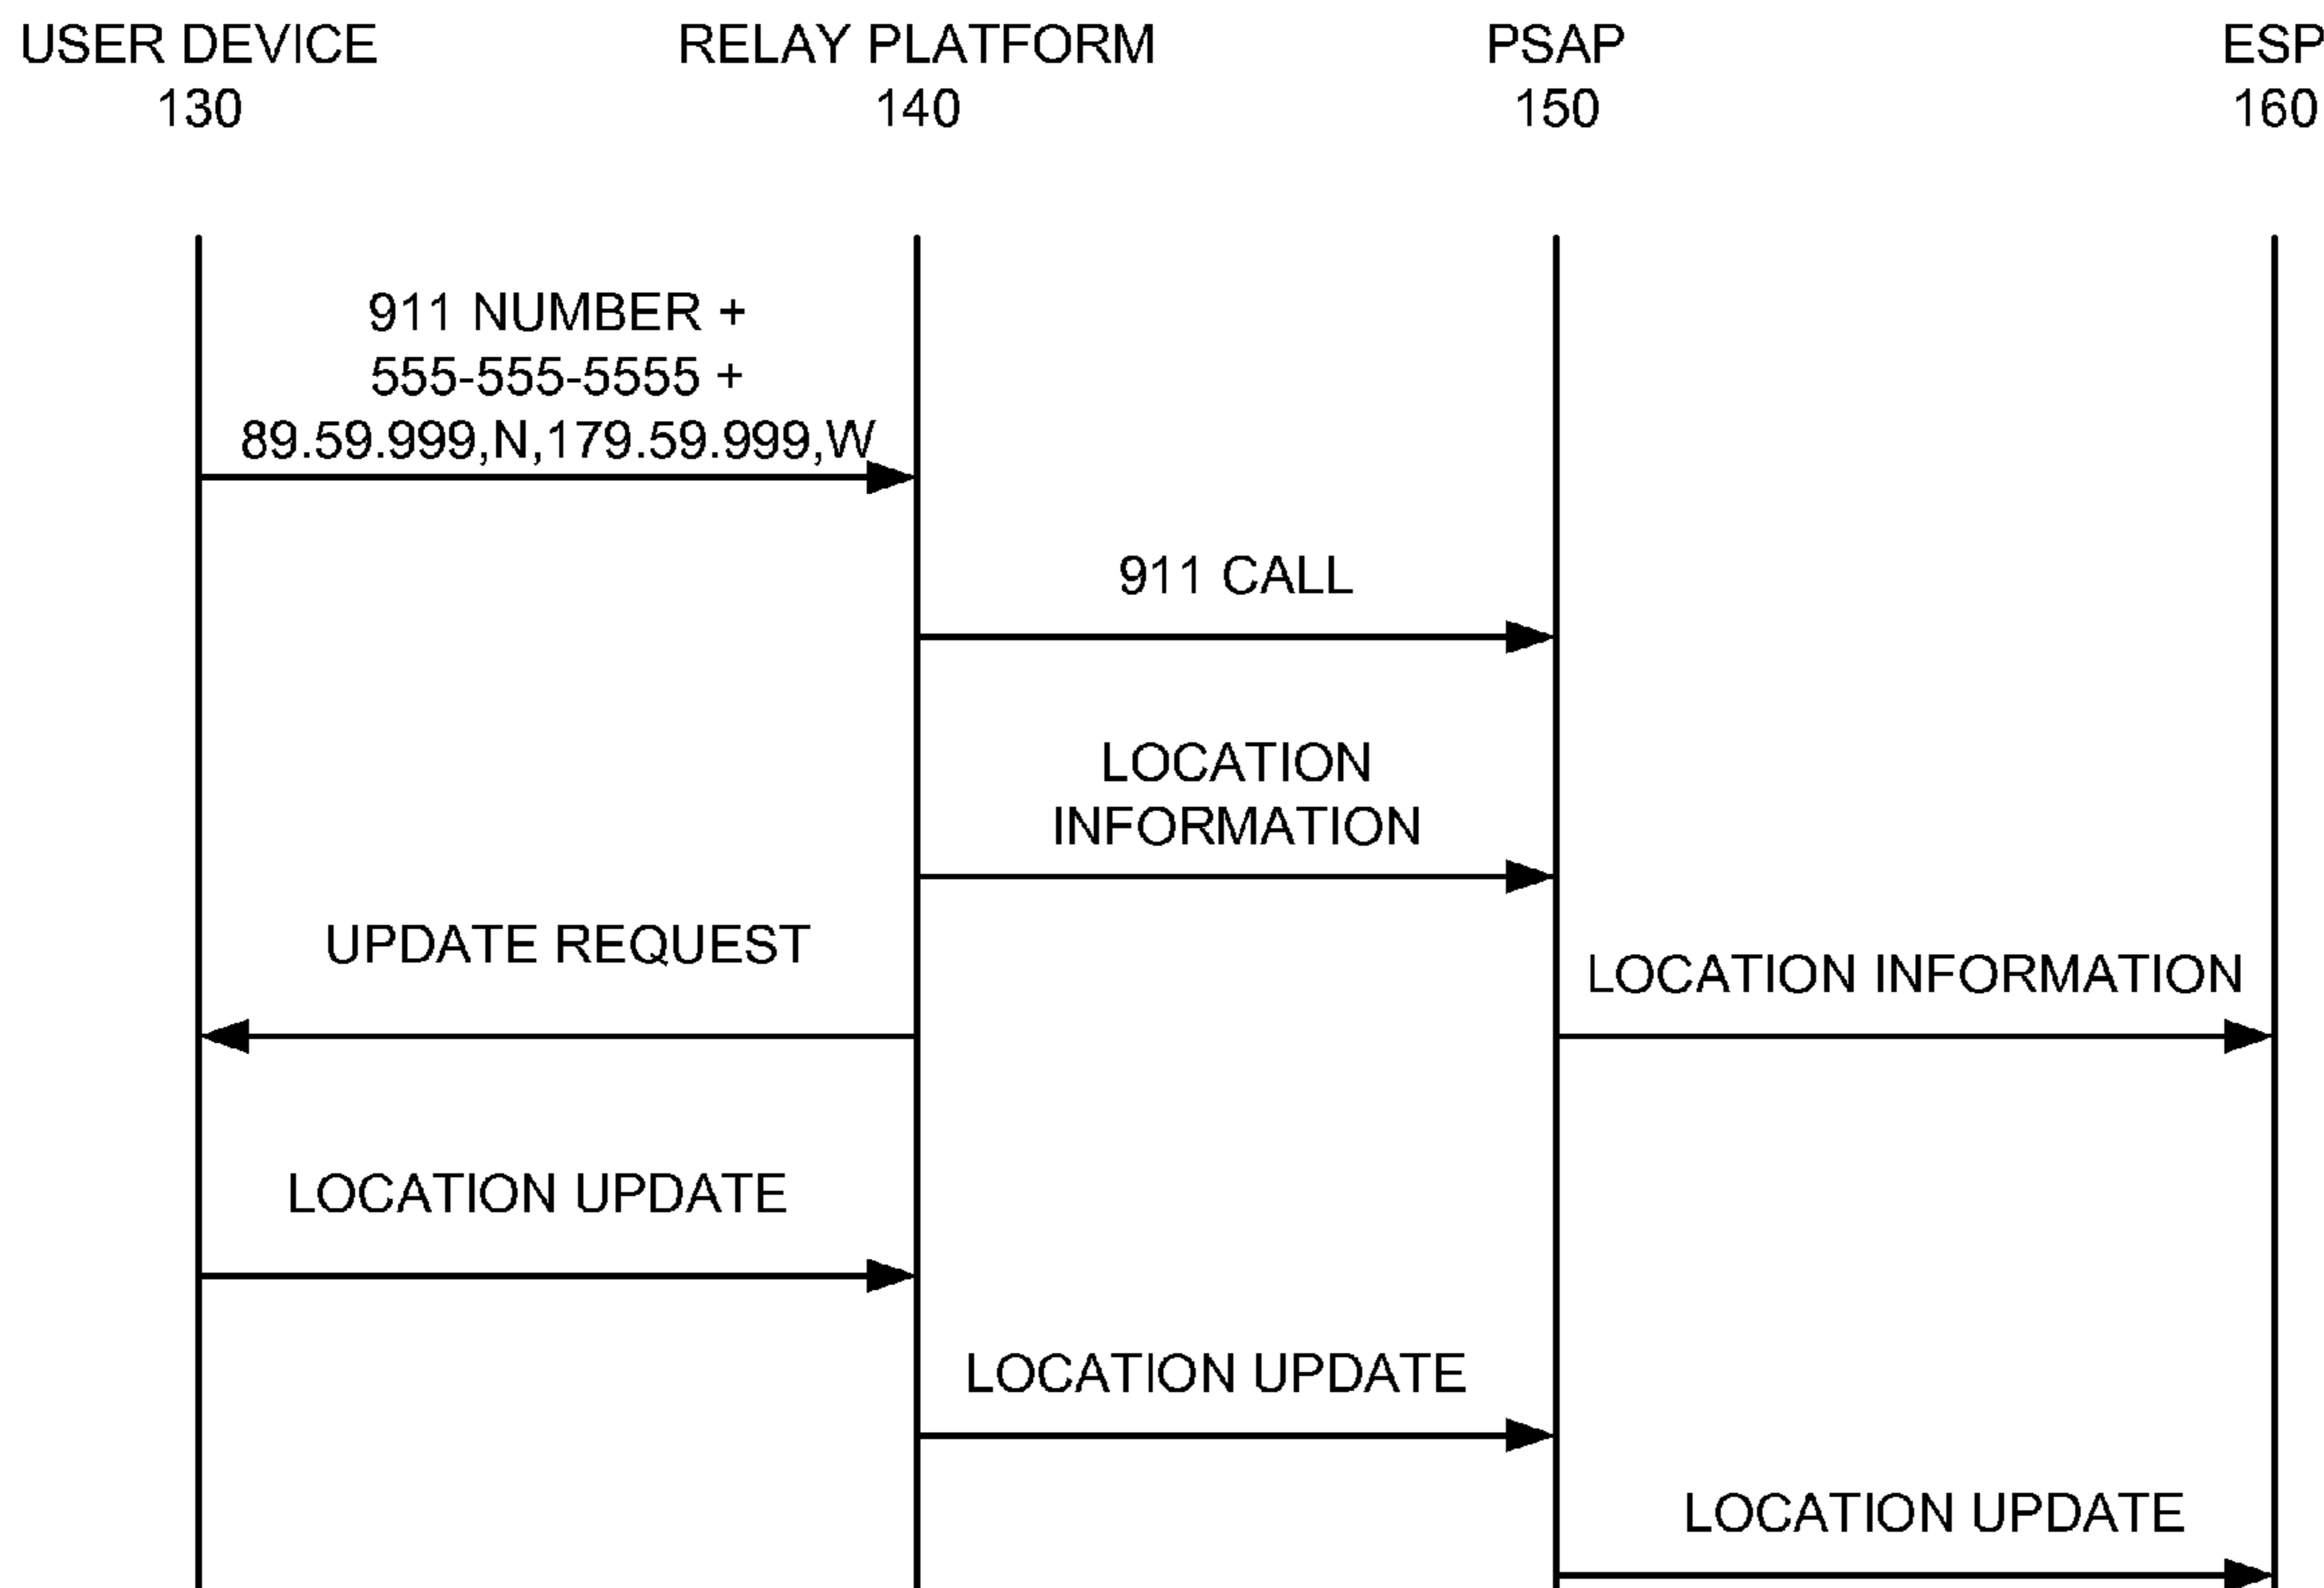 USER DEVICE
130
RELAY PLATFORM
140
PSAP
150
ESP
160
911 NUMBER +
555-555-5555 +
89.59.999,N,179.59.999,W
911 CALL
LOCATION
INFORMATION
UPDATE REQUEST
LOCATION INFORMATION
LOCATION UPDATE
LOCATION UPDATE
LOCATION UPDATE